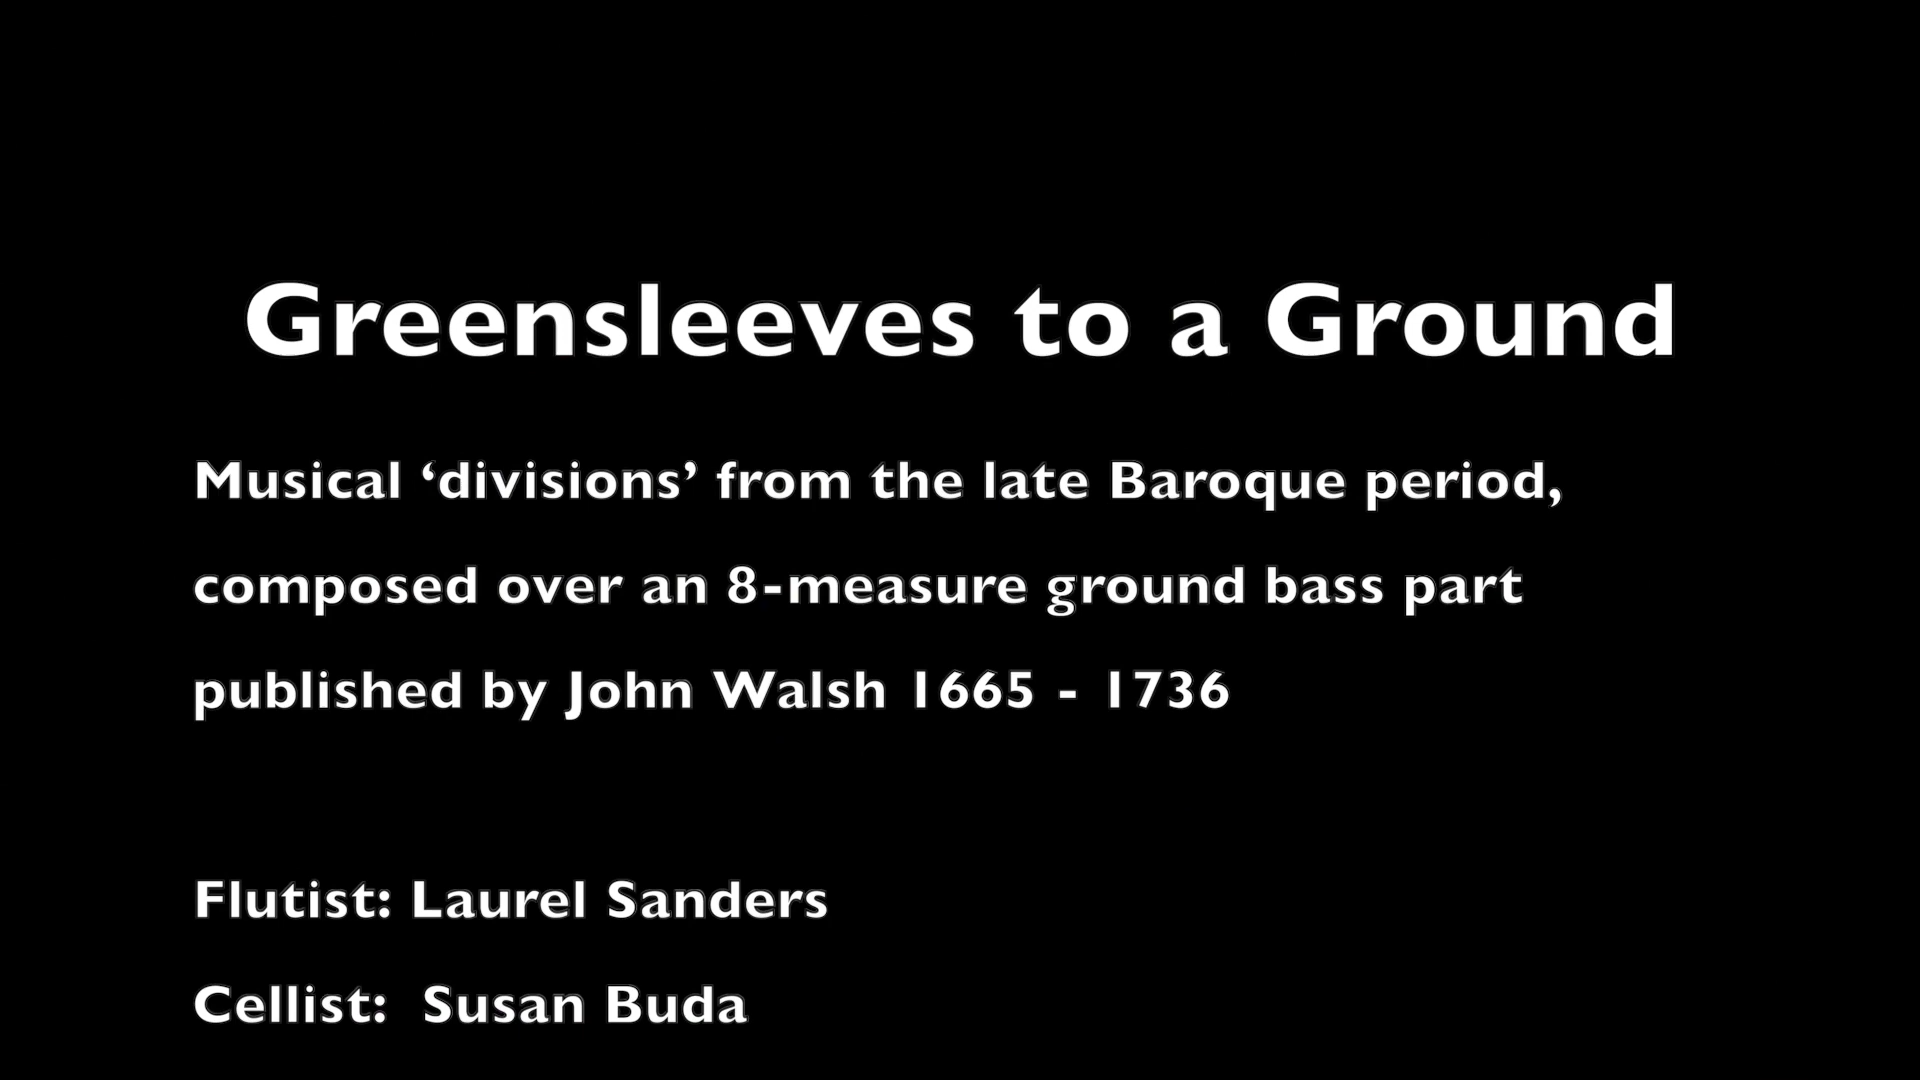 Greensleeves to a Ground
Musical ‘divisions’ from the late Baroque period,
composed over an 8-measure ground bass part
published by John Walsh 1665 - 1736
Flutist: Laurel Sanders
Cellist:  Susan Buda